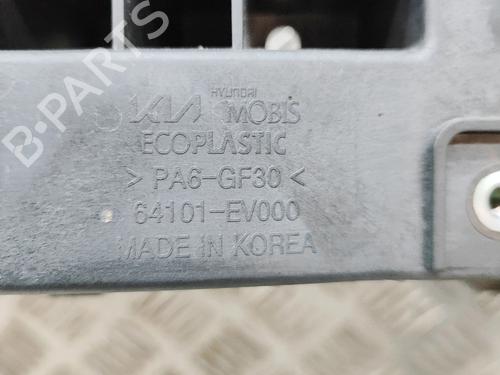 KIA HYUNDAI MOBIS
ECOPLASTIC
> PA6-GF30 <
64101-EV000
MADE IN KOREA
B-PARTS